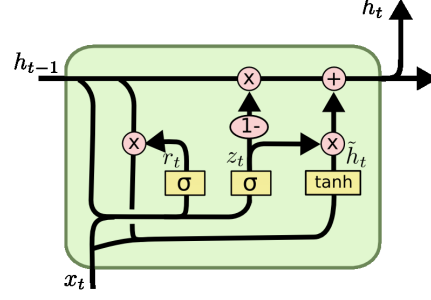 h_t
h_{t-1}
x +
1-
x r_t z_t x h̃_t
σ σ tanh
x_t